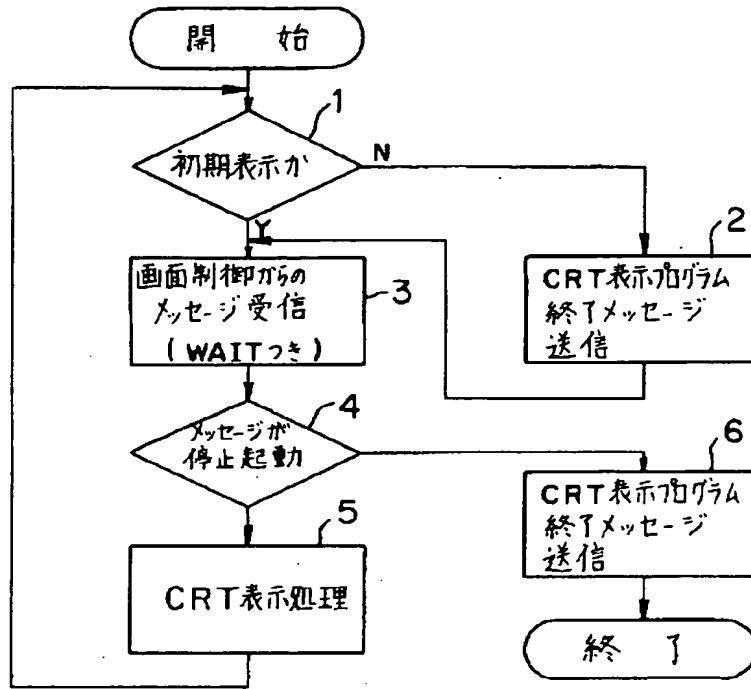 開 始
1
初期表示か
N
Y
2
CRT表示プログラム
終了メッセージ
送信
画面制御からの
メッセージ受信
(WAITつき)
3
4
メッセージが
停止起動
6
CRT表示プログラム
終了メッセージ
送信
5
CRT表示処理
終 了